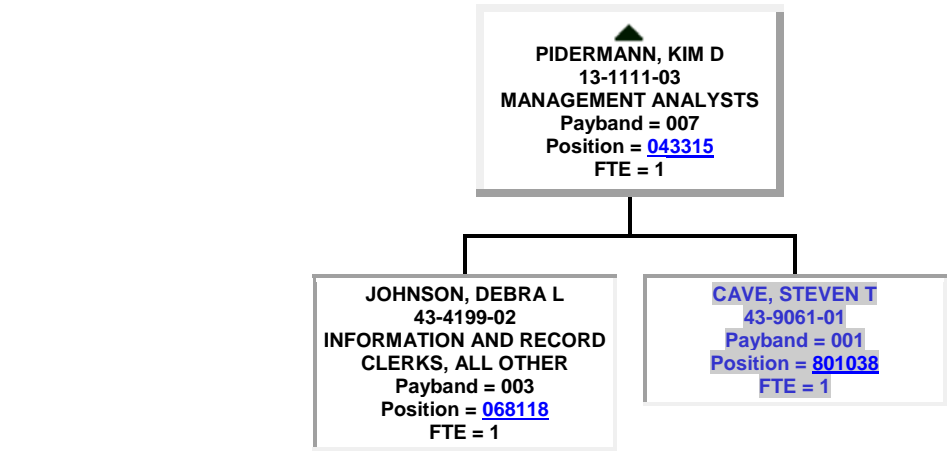 PIDERMANN, KIM D
13-1111-03
MANAGEMENT ANALYSTS
Payband = 007
Position = 043315
FTE = 1
JOHNSON, DEBRA L
43-4199-02
INFORMATION AND RECORD
CLERKS, ALL OTHER
Payband = 003
Position = 068118
FTE = 1
CAVE, STEVEN T
43-9061-01
Payband = 001
Position = 801038
FTE = 1